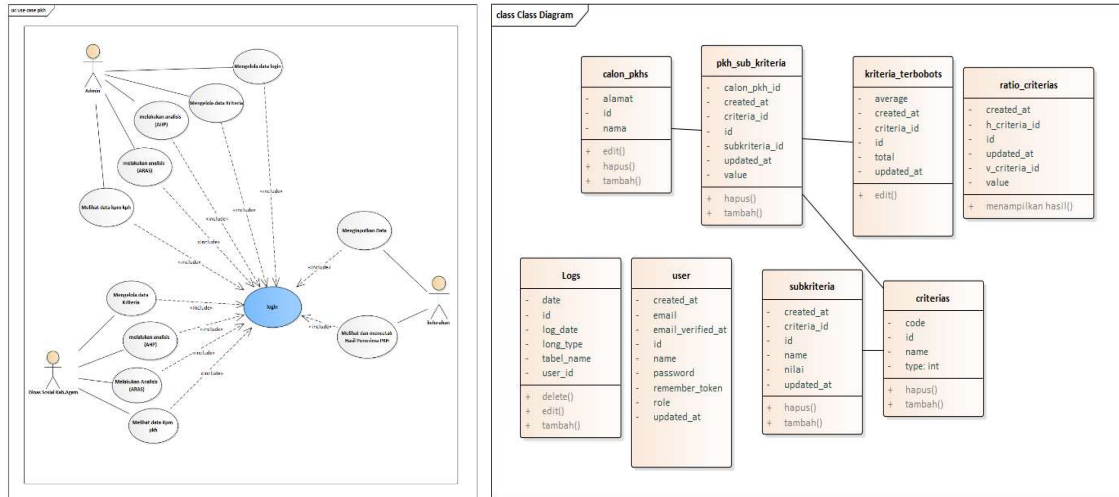 uc use case pkh
Admin
Mengelola data login
Mengelola data Kriteria
melakukan analisis
(AHP)
melakukan analisis
(ARAS)
Melihat data kpm kph
«include»
«include»
«include»
«include»
«include»
Menginputkan Data
«include»
login
kelurahan
Melihat dan mencetak
Hasil Penerima PKH
«include»
Dinas Sosial Kab.Agam
Mengelola data
Kriteria
melakukan analisis
(AHP)
Melakukan Analisis
(ARAS)
Melihat data Kpm
pkh
«include»
«include»
«include»
«include»
class Class Diagram
calon_pkhs
- alamat
- id
- nama
+ edit()
+ hapus()
+ tambah()
pkh_sub_kriteria
- calon_pkh_id
- created_at
- criteria_id
- id
- subkriteria_id
- updated_at
- value
+ hapus()
+ tambah()
kriteria_terbobots
- average
- created_at
- criteria_id
- id
- total
- updated_at
+ edit()
ratio_criterias
- created_at
- h_criteria_id
- id
- updated_at
- v_criteria_id
- value
+ menampilkan hasil()
Logs
- date
- id
- log_date
- long_type
- tabel_name
- user_id
+ delete()
+ edit()
+ tambah()
user
- created_at
- email
- email_verified_at
- id
- name
- password
- remember_token
- role
- updated_at
subkriteria
- created_at
- criteria_id
- id
- name
- nilai
- updated_at
+ hapus()
+ tambah()
criterias
- code
- id
- name
- type: int
+ hapus()
+ tambah()